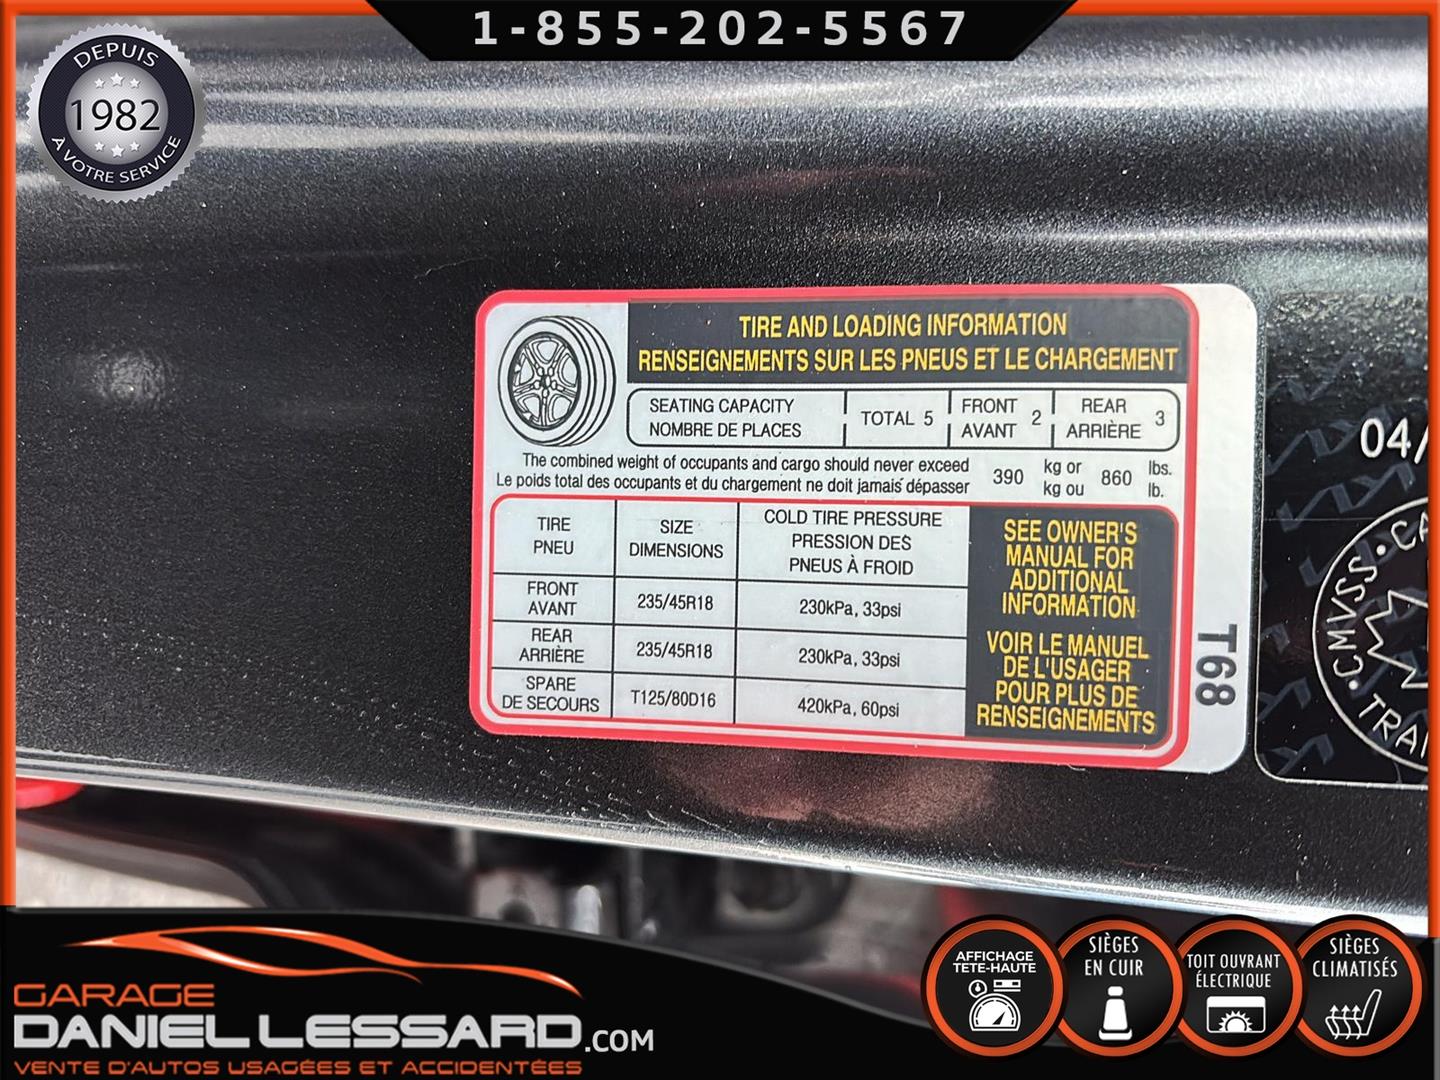 1-855-202-5567
DEPUIS
1982
À VOTRE SERVICE
TIRE AND LOADING INFORMATION
RENSEIGNEMENTS SUR LES PNEUS ET LE CHARGEMENT
SEATING CAPACITY
NOMBRE DE PLACES
TOTAL 5
FRONT
AVANT 2
REAR
ARRIÈRE 3
The combined weight of occupants and cargo should never exceed 390 kg or 860 lbs.
Le poids total des occupants et du chargement ne doit jamais dépasser kg ou lb.
TIRE
PNEU
SIZE
DIMENSIONS
COLD TIRE PRESSURE
PRESSION DES
PNEUS À FROID
FRONT
AVANT
235/45R18
230kPa, 33psi
REAR
ARRIÈRE
235/45R18
230kPa, 33psi
SPARE
DE SECOURS
T125/80D16
420kPa, 60psi
SEE OWNER'S
MANUAL FOR
ADDITIONAL
INFORMATION
VOIR LE MANUEL
DE L'USAGER
POUR PLUS DE
RENSEIGNEMENTS
T68
04/
CMVSS
GARAGE
DANIEL LESSARD.COM
VENTE D'AUTOS USAGÉES ET ACCIDENTÉES
AFFICHAGE
TETE-HAUTE
SIÈGES
EN CUIR
TOIT OUVRANT
ÉLECTRIQUE
SIÈGES
CLIMATISÉS